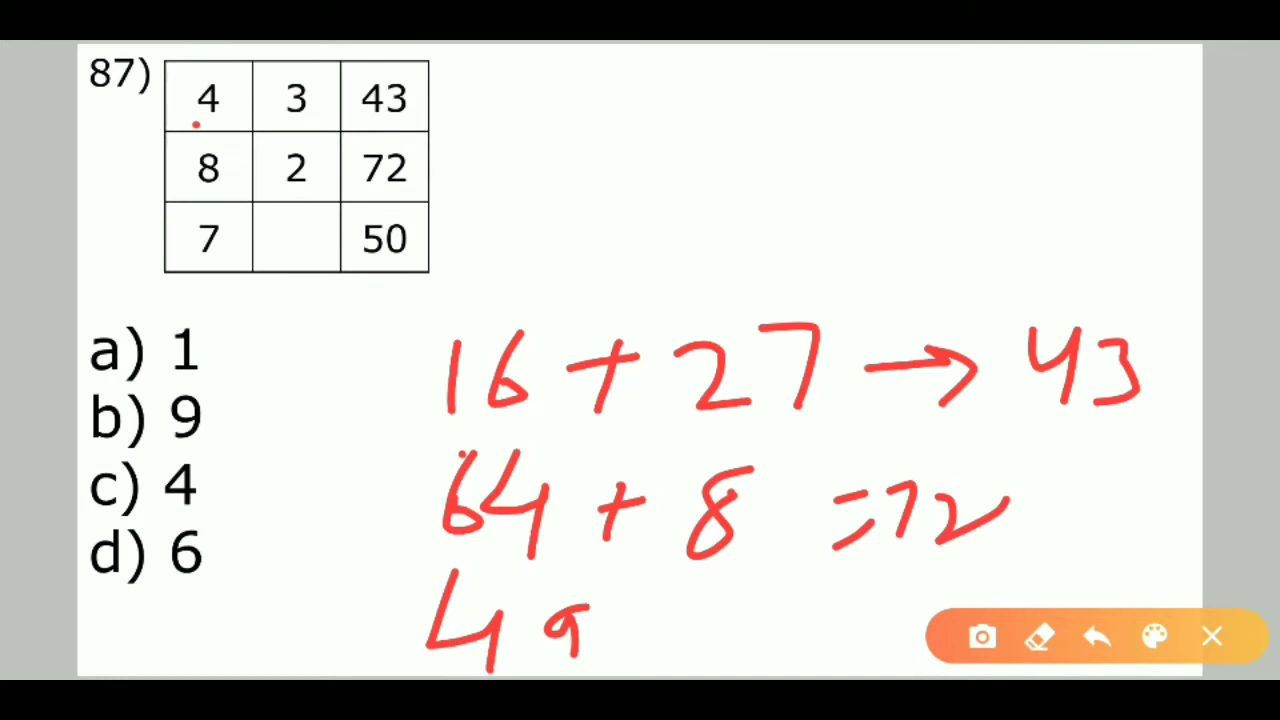 87)
4 3 43
8 2 72
7 50
a) 1
b) 9
c) 4
d) 6
16 + 27 → 43
64 + 8 = 72
49